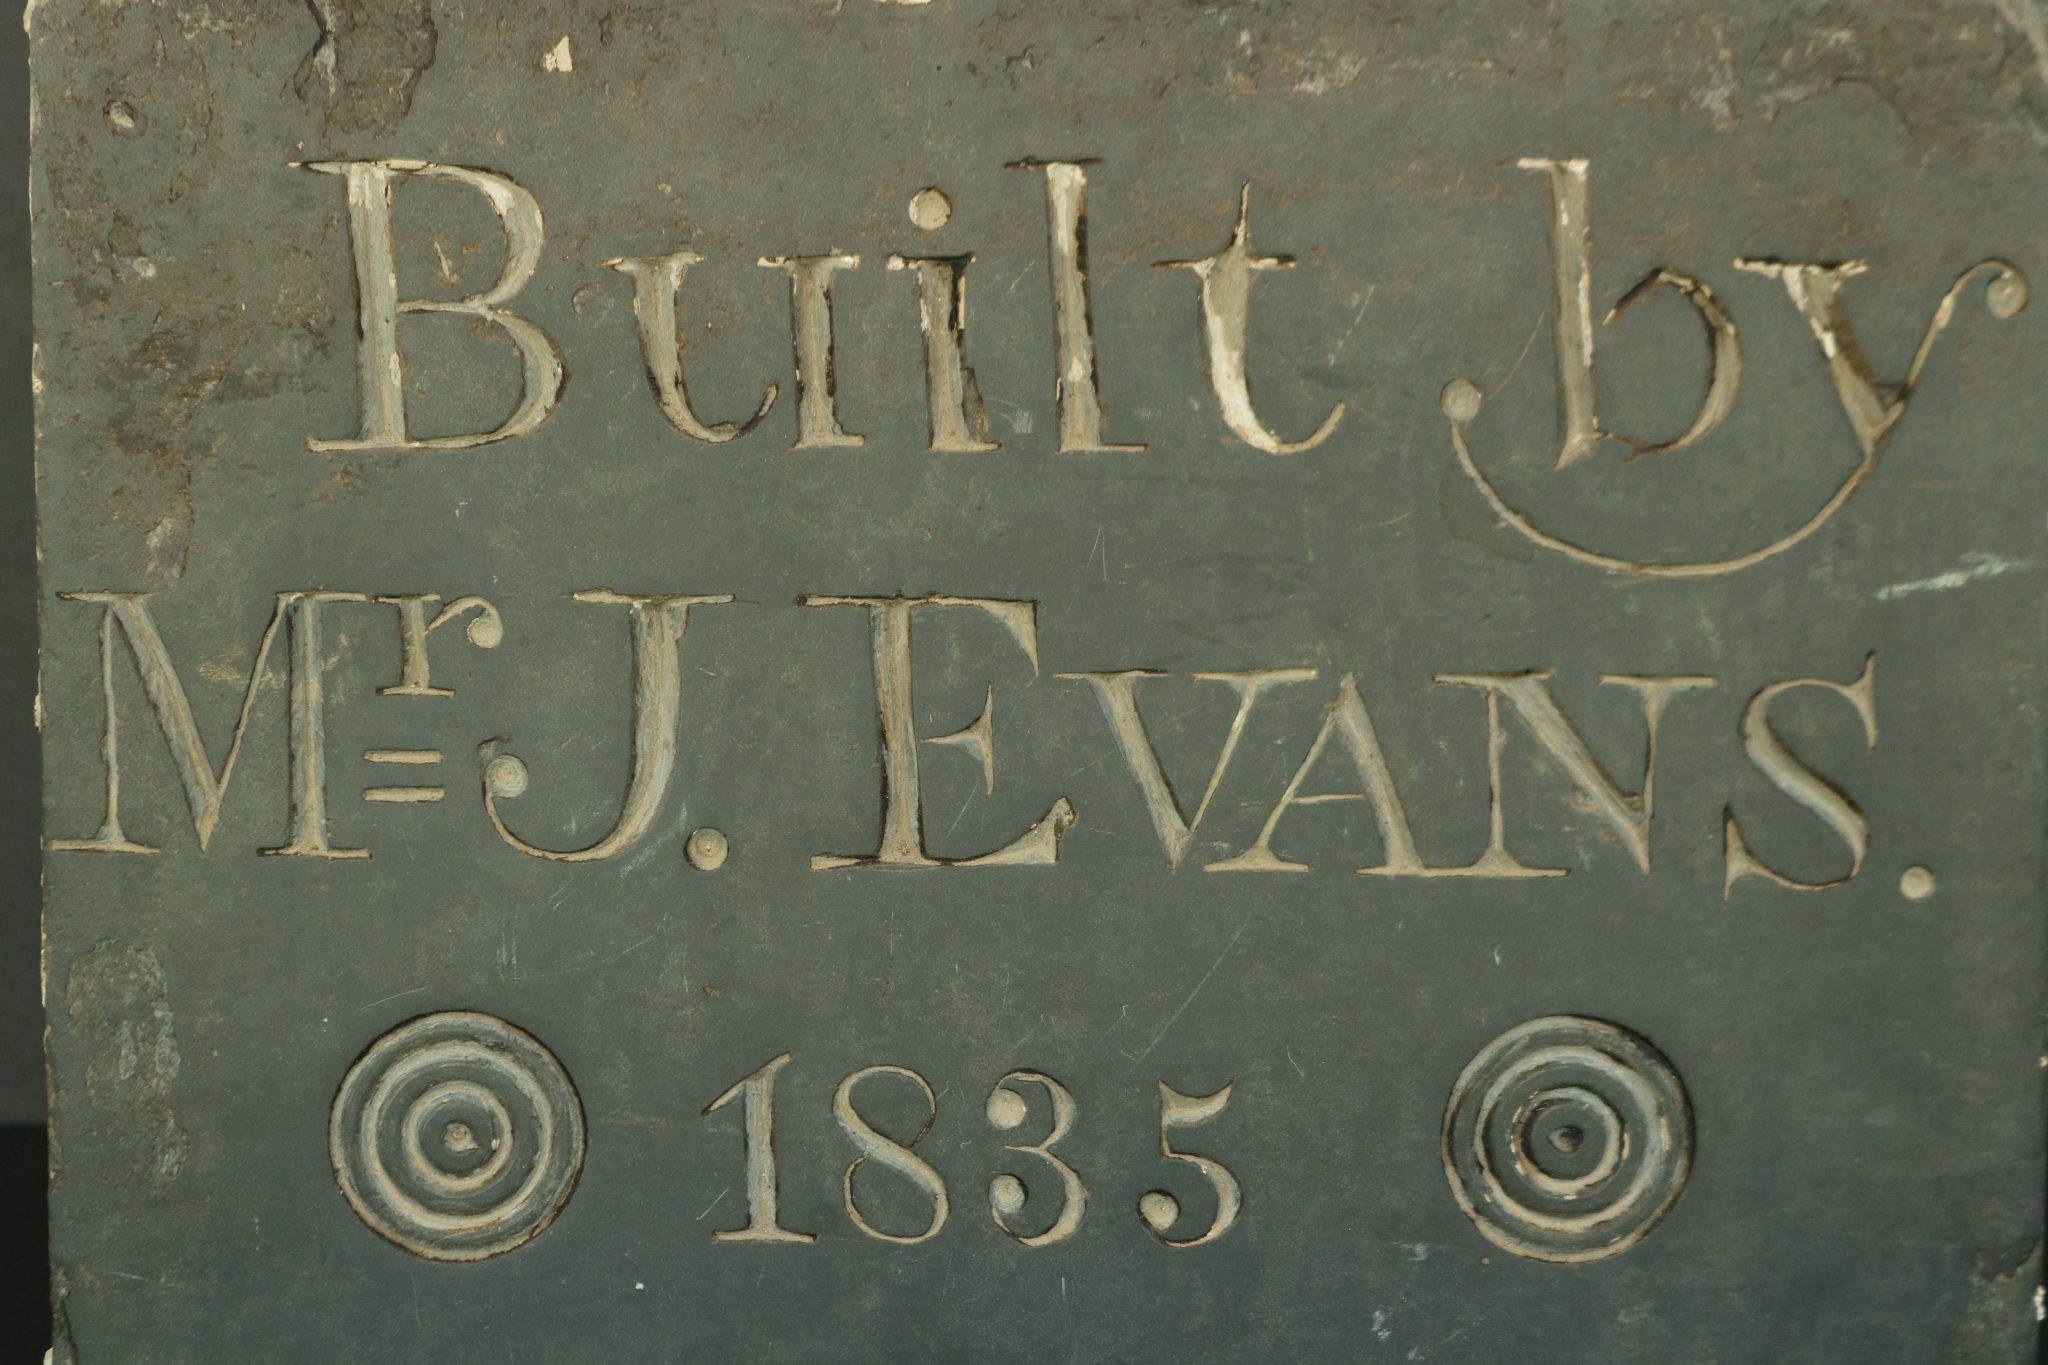 Built by
Mr J. EVANS.
1835